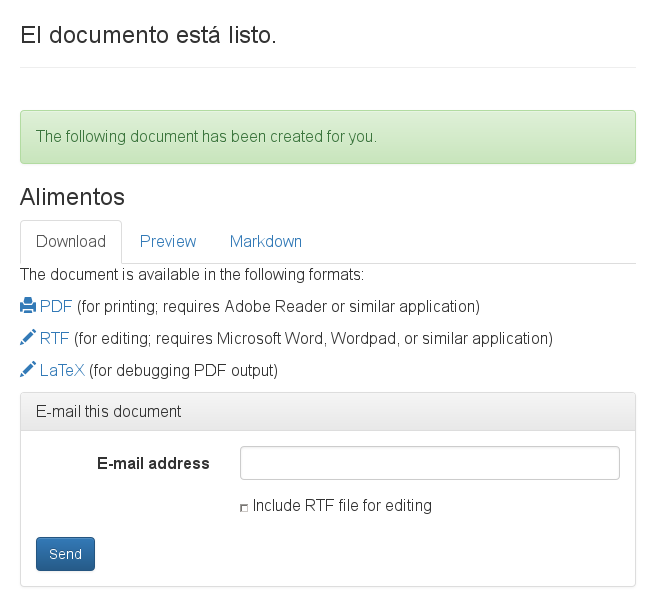 El documento está listo.
The following document has been created for you.
Alimentos
Download Preview Markdown
The document is available in the following formats:
PDF (for printing; requires Adobe Reader or similar application)
RTF (for editing; requires Microsoft Word, Wordpad, or similar application)
LaTeX (for debugging PDF output)
E-mail this document
E-mail address
Include RTF file for editing
Send